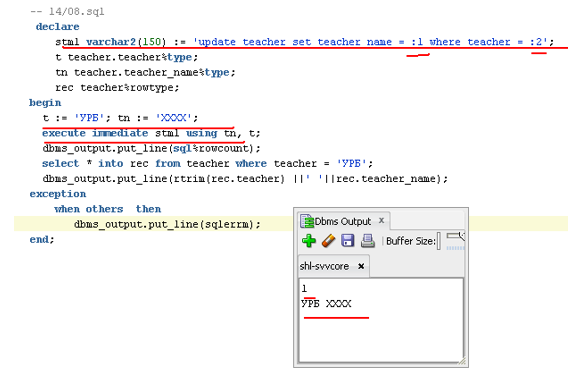 -- 14/08.sql
declare
stml varchar2(150) := 'update teacher set teacher_name = :1 where teacher = :2';
t teacher.teacher%type;
tn teacher.teacher_name%type;
rec teacher%rowtype;
begin
t := 'УРБ'; tn := 'XXXX';
execute immediate stml using tn, t;
dbms_output.put_line(sql%rowcount);
select * into rec from teacher where teacher = 'УРБ';
dbms_output.put_line(rtrim(rec.teacher) ||' '||rec.teacher_name);
exception
when others then
dbms_output.put_line(sqlerrm);
end;
Dbms Output x
Buffer Size:
shl-svvcore x
1
УРБ XXXX